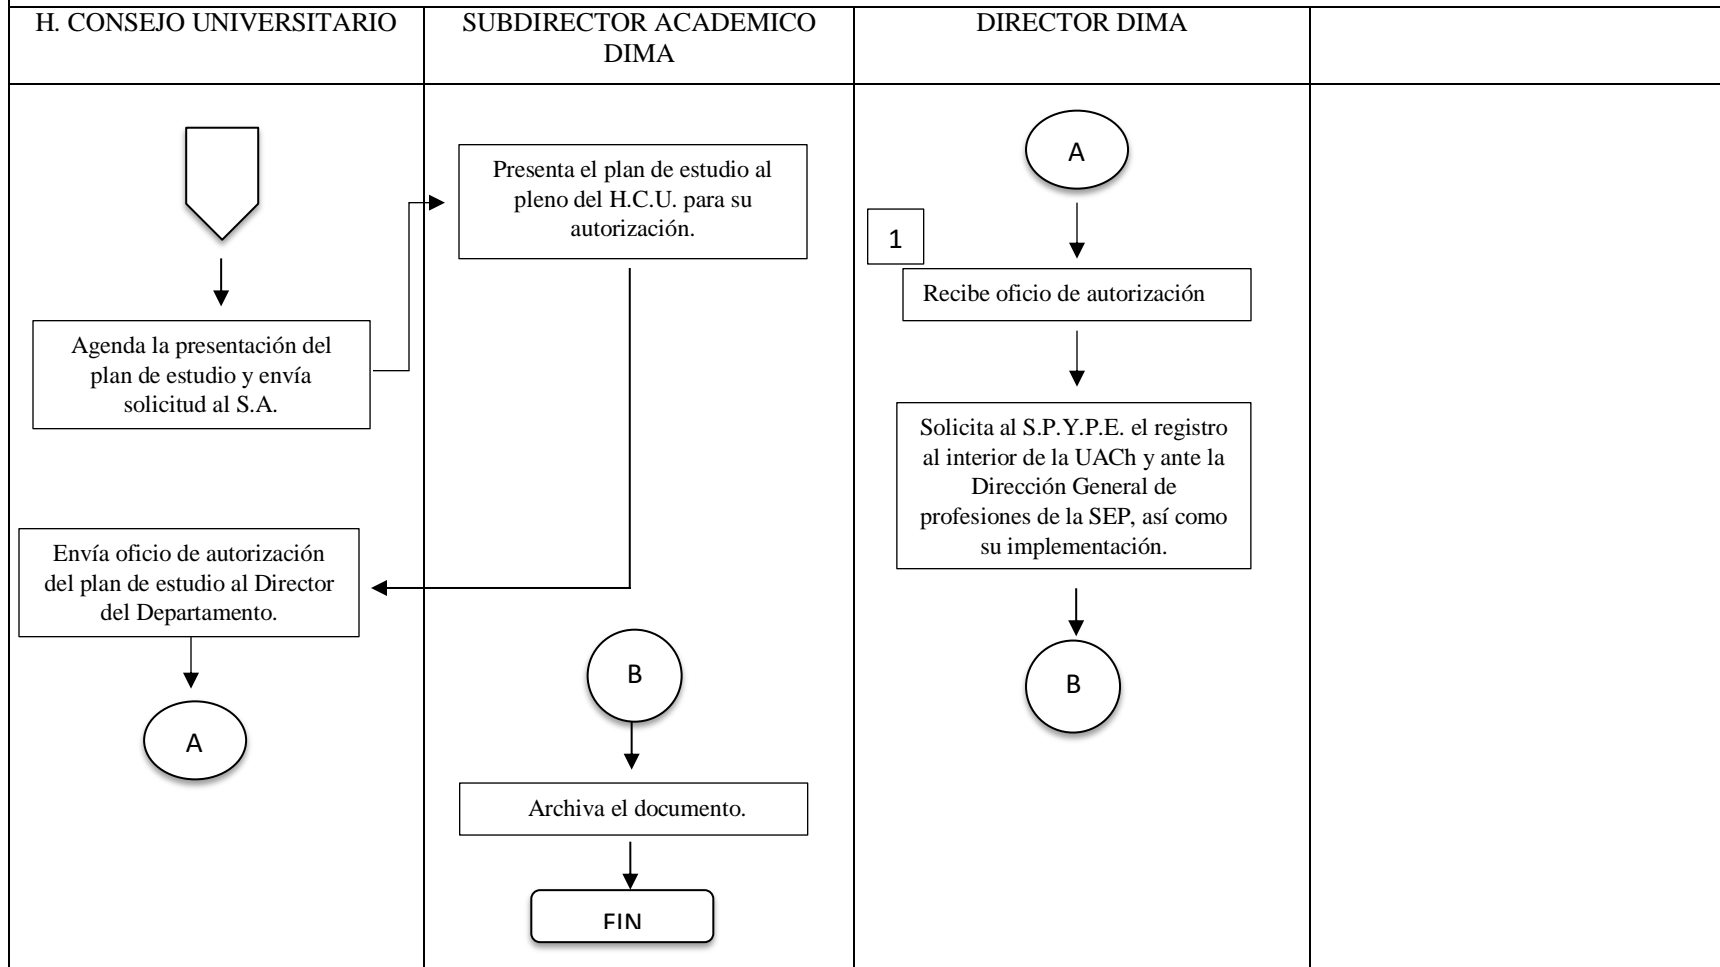 H. CONSEJO UNIVERSITARIO
SUBDIRECTOR ACADEMICO
DIMA
DIRECTOR DIMA
Agenda la presentación del
plan de estudio y envía
solicitud al S.A.
Envía oficio de autorización
del plan de estudio al Director
del Departamento.
A
Presenta el plan de estudio al
pleno del H.C.U. para su
autorización.
B
Archiva el documento.
FIN
A
1
Recibe oficio de autorización
Solicita al S.P.Y.P.E. el registro
al interior de la UACh y ante la
Dirección General de
profesiones de la SEP, así como
su implementación.
B